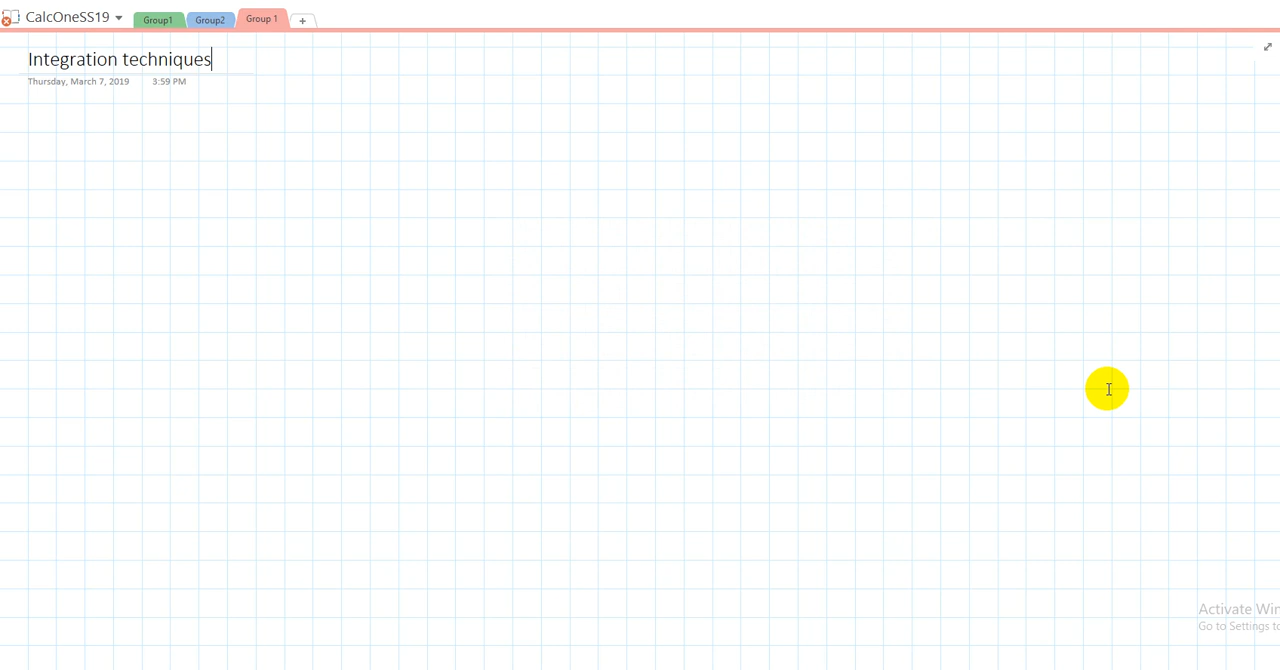 CalcOneSS19 Group1 Group2 Group 1 +
Integration techniques
Thursday, March 7, 2019 3:59 PM
Activate Win
Go to Settings to